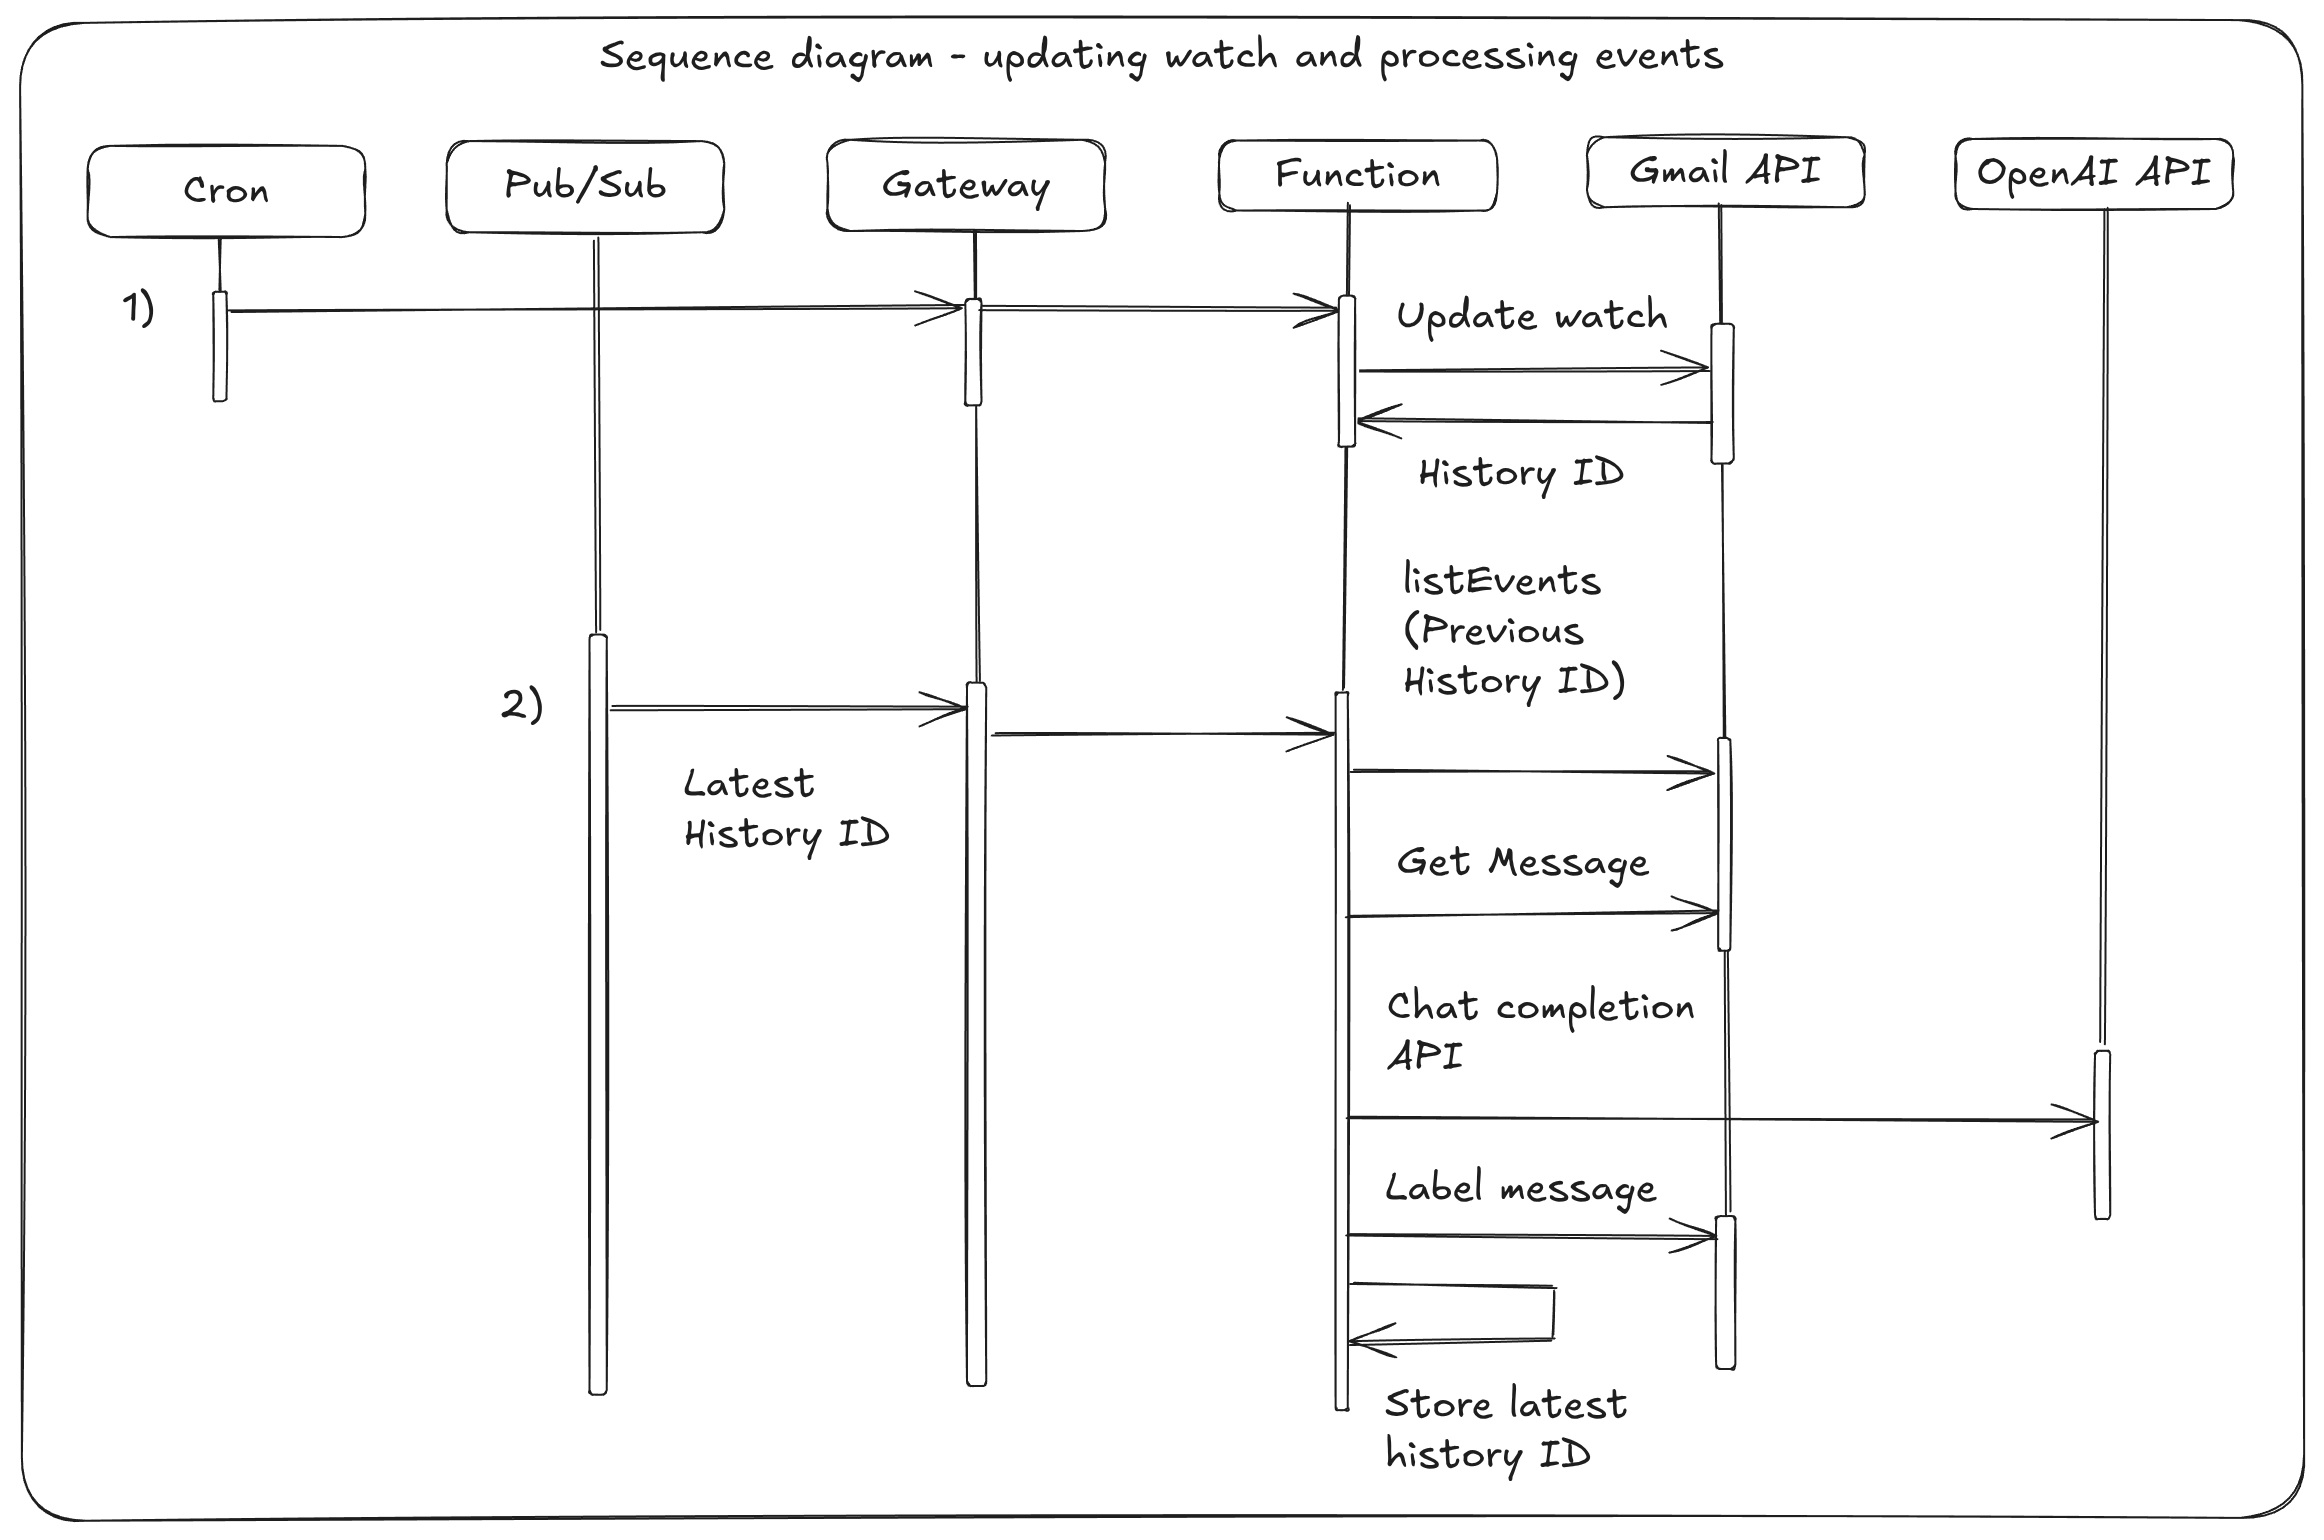 Sequence diagram - updating watch and processing events
Cron
Pub/Sub
Gateway
Function
Gmail API
OpenAI API
1)
Update watch
History ID
listEvents
(Previous
History ID)
2)
Latest
History ID
Get Message
Chat completion
API
Label message
Store latest
history ID